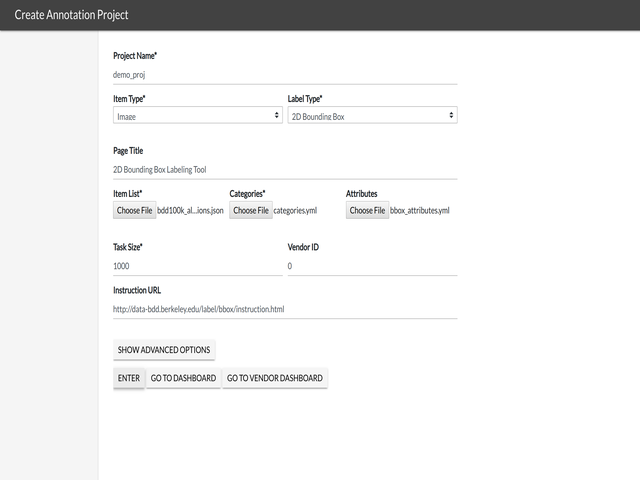 Create Annotation Project
Project Name*
demo_proj
Item Type* Label Type*
Image 2D Bounding Box
Page Title
2D Bounding Box Labeling Tool
Item List* Categories* Attributes
Choose File bdd100k_al...ions.json Choose File categories.yml Choose File bbox_attributes.yml
Task Size* Vendor ID
1000 0
Instruction URL
http://data-bdd.berkeley.edu/label/bbox/instruction.html
SHOW ADVANCED OPTIONS
ENTER GO TO DASHBOARD GO TO VENDOR DASHBOARD